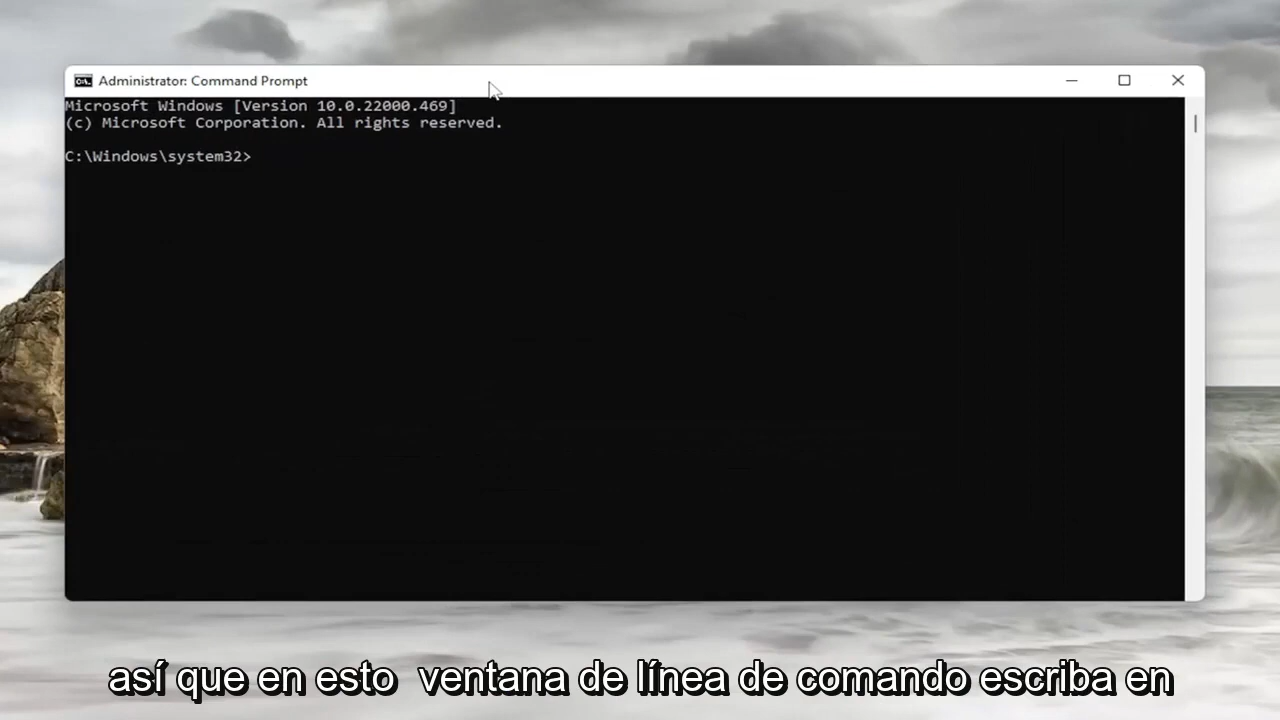 Administrator: Command Prompt
Microsoft Windows [Version 10.0.22000.469]
(c) Microsoft Corporation. All rights reserved.
C:\Windows\system32>
así que en esto  ventana de línea de comando escriba en